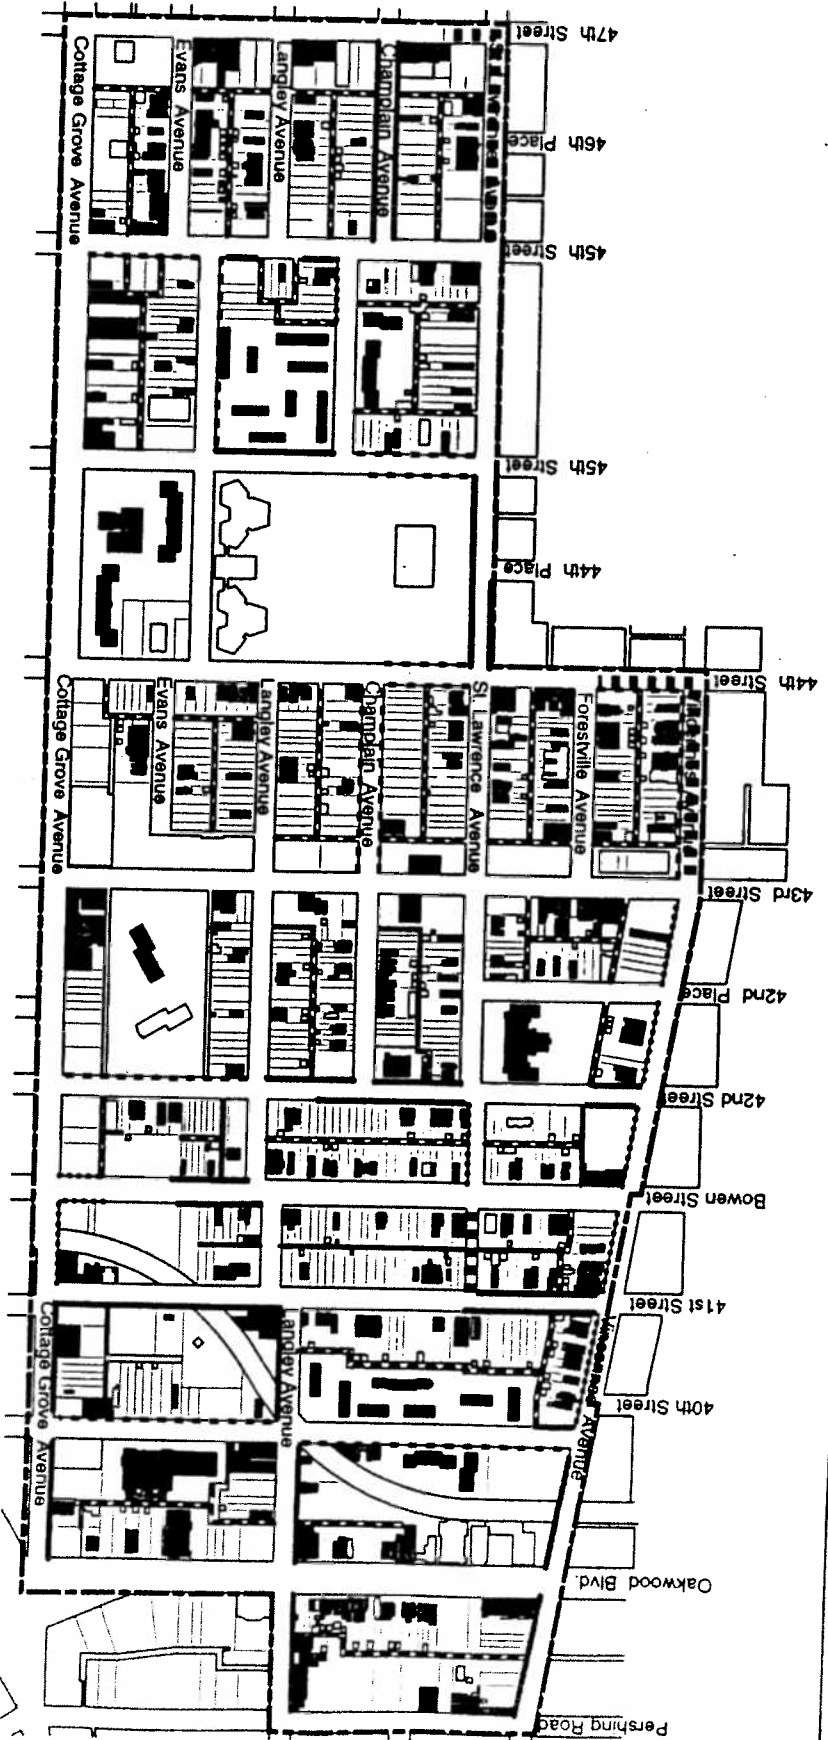 47th Street
Cottage Grove Avenue
Evans Avenue
Langley Avenue
Champlain Avenue
46th Place
45th Street
45th Street
44th Place
44th Street
Cottage Grove Avenue
Evans Avenue
Langley Avenue
Champlain Avenue
St. Lawrence Avenue
Forestville Avenue
43rd Street
42nd Place
42nd Street
Bowen Street
41st Street
Cottage Grove Avenue
Langley Avenue
Avenue
40th Street
Oakwood Blvd.
Pershing Road